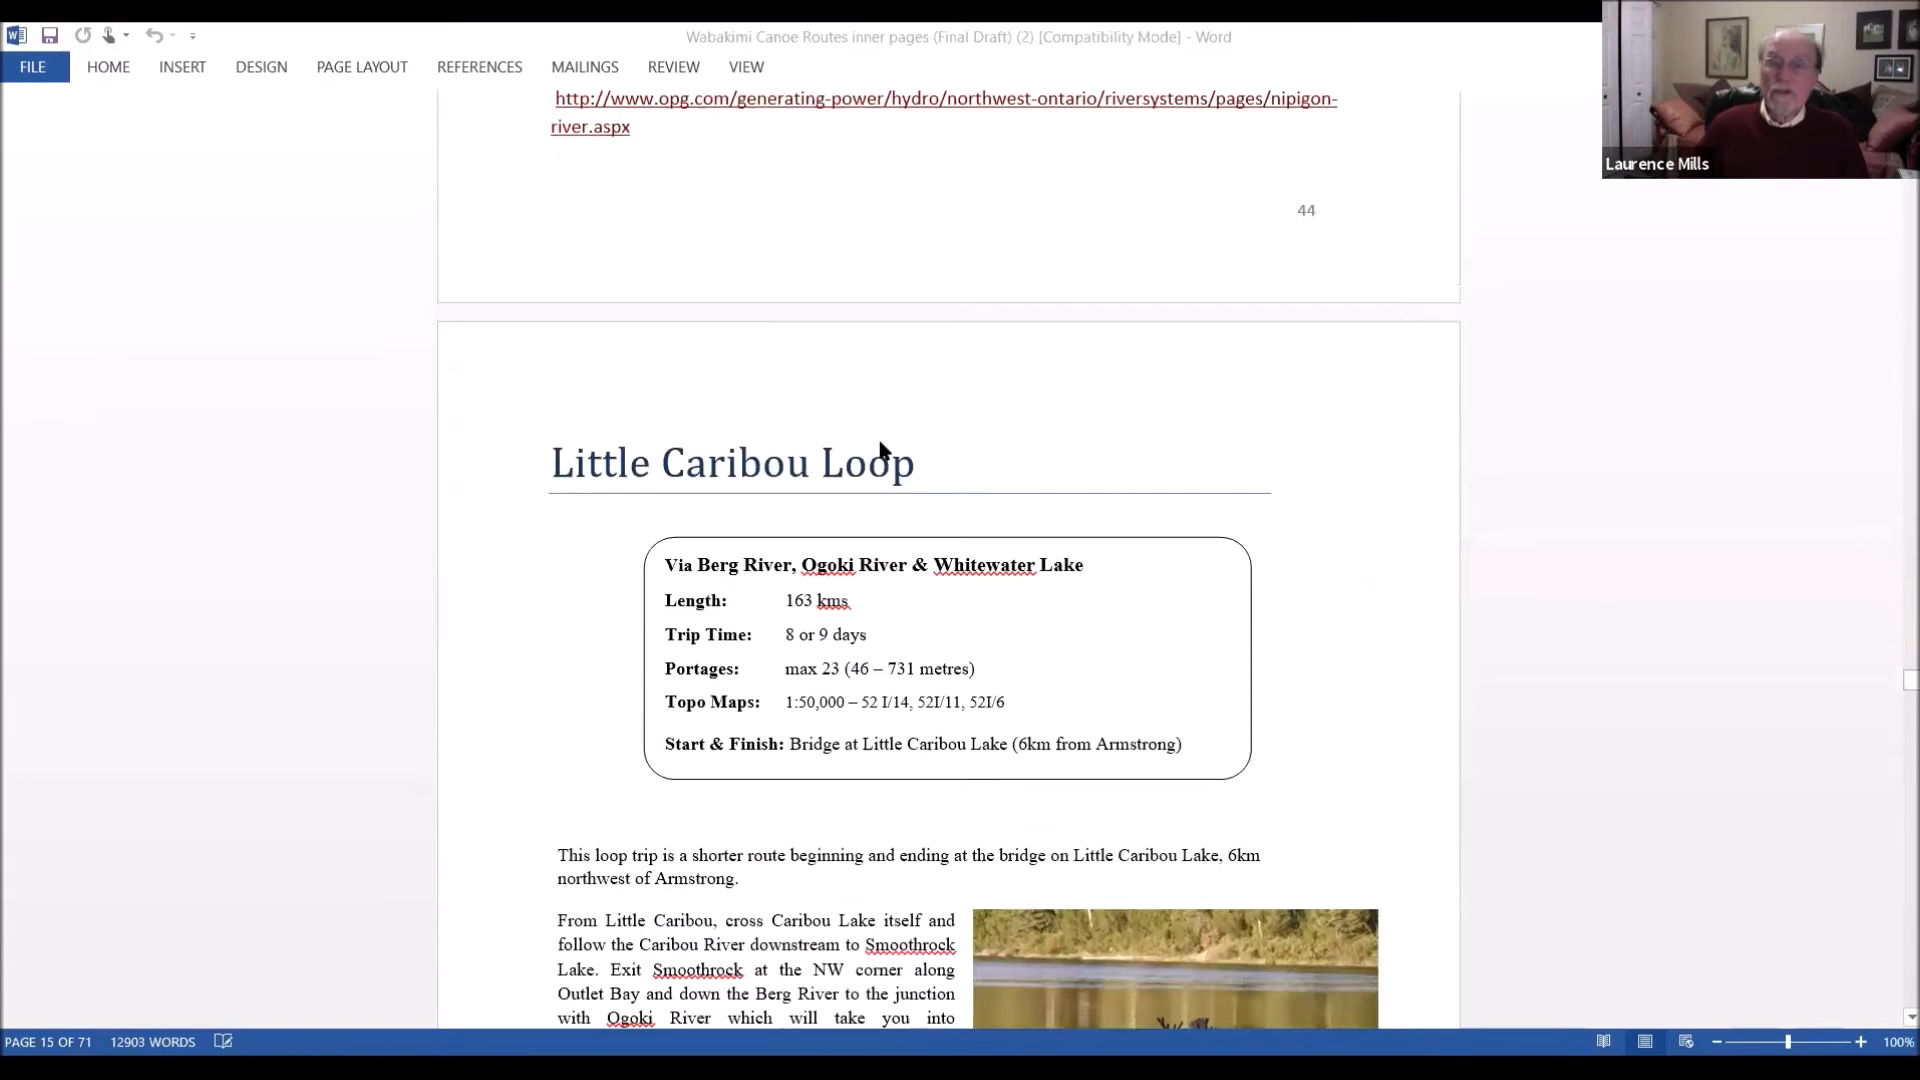 Wabakimi Canoe Routes inner pages (Final Draft) (2) [Compatibility Mode] - Word
FILE HOME INSERT DESIGN PAGE LAYOUT REFERENCES MAILINGS REVIEW VIEW
Laurence Mills
http://www.opg.com/generating-power/hydro/northwest-ontario/riversystems/pages/nipigon-
river.aspx
44
Little Caribou Loop
Via Berg River, Ogoki River & Whitewater Lake
Length: 163 kms
Trip Time: 8 or 9 days
Portages: max 23 (46 – 731 metres)
Topo Maps: 1:50,000 – 52 I/14, 52I/11, 52I/6
Start & Finish: Bridge at Little Caribou Lake (6km from Armstrong)
This loop trip is a shorter route beginning and ending at the bridge on Little Caribou Lake, 6km
northwest of Armstrong.
From Little Caribou, cross Caribou Lake itself and
follow the Caribou River downstream to Smoothrock
Lake. Exit Smoothrock at the NW corner along
Outlet Bay and down the Berg River to the junction
with Ogoki River which will take you into
PAGE 15 OF 71 12903 WORDS 100%